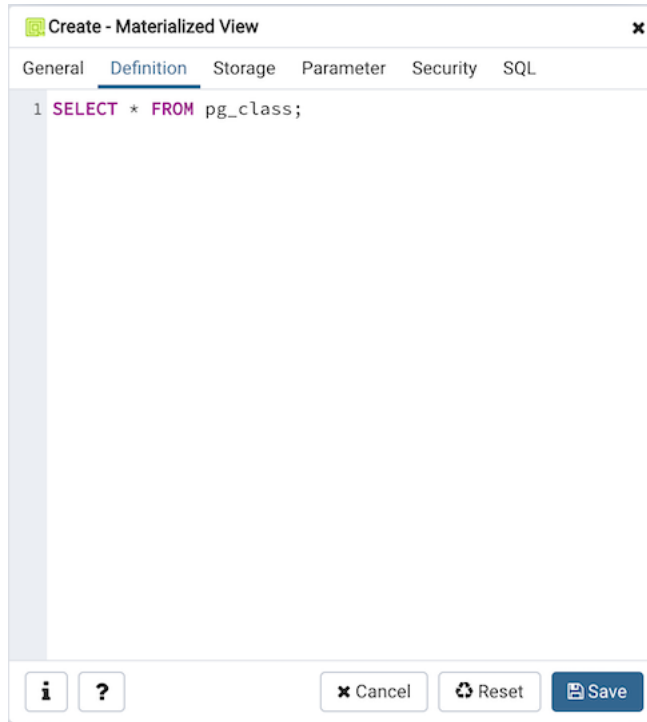 Create - Materialized View
General Definition Storage Parameter Security SQL
1 SELECT * FROM pg_class;
i ? Cancel Reset Save